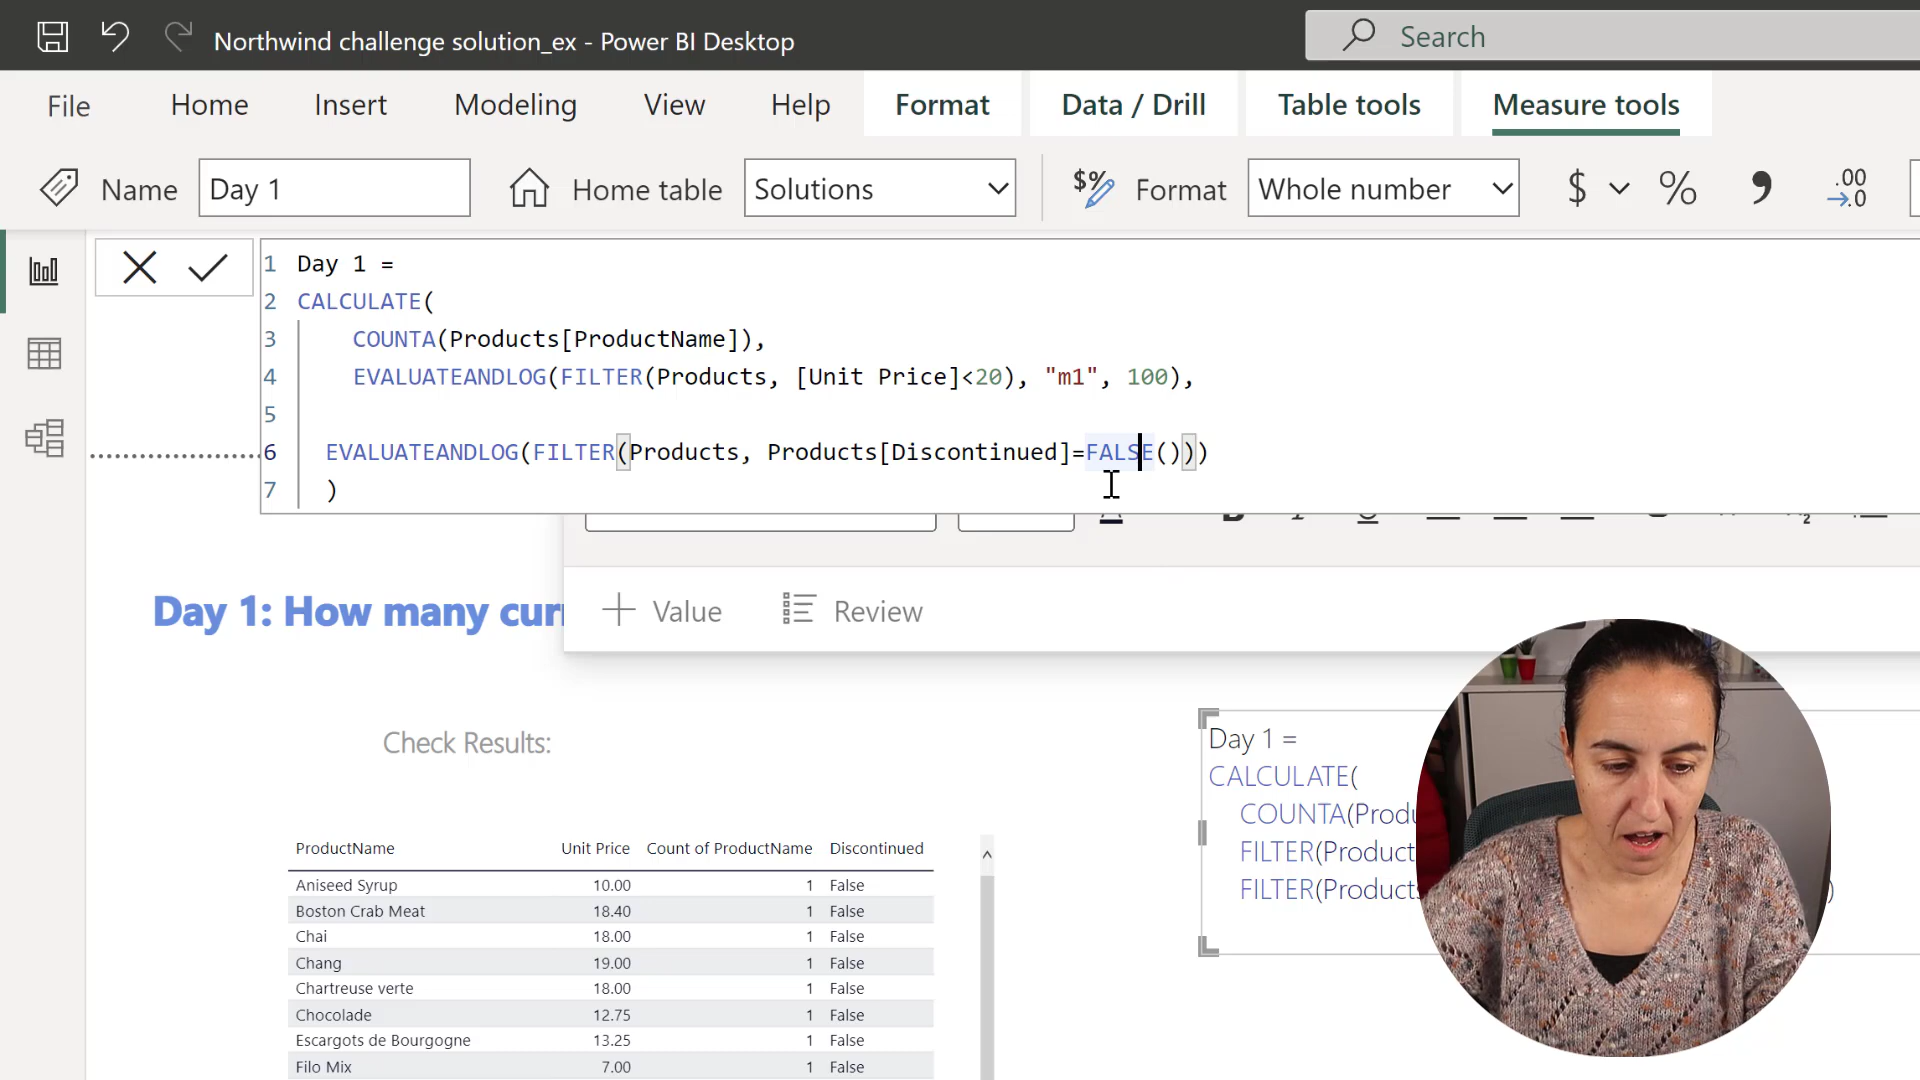 Northwind challenge solution_ex - Power BI Desktop
Search
File Home Insert Modeling View Help Format Data / Drill Table tools Measure tools
Name Day 1 Home table Solutions $% Format Whole number $ % , .00 .0
1 Day 1 =
2 CALCULATE(
3 COUNTA(Products[ProductName]),
4 EVALUATEANDLOG(FILTER(Products, [Unit Price]<20), "m1", 100),
5
6 EVALUATEANDLOG(FILTER(Products, Products[Discontinued]=FALSE()))
7 )
Value Review
Day 1: How many curr
Check Results:
ProductName Unit Price Count of ProductName Discontinued
Aniseed Syrup 10.00 1 False
Boston Crab Meat 18.40 1 False
Chai 18.00 1 False
Chang 19.00 1 False
Chartreuse verte 18.00 1 False
Chocolade 12.75 1 False
Escargots de Bourgogne 13.25 1 False
Filo Mix 7.00 1 False
Day 1 =
CALCULATE(
COUNTA(Produ
FILTER(Product
FILTER(Products )